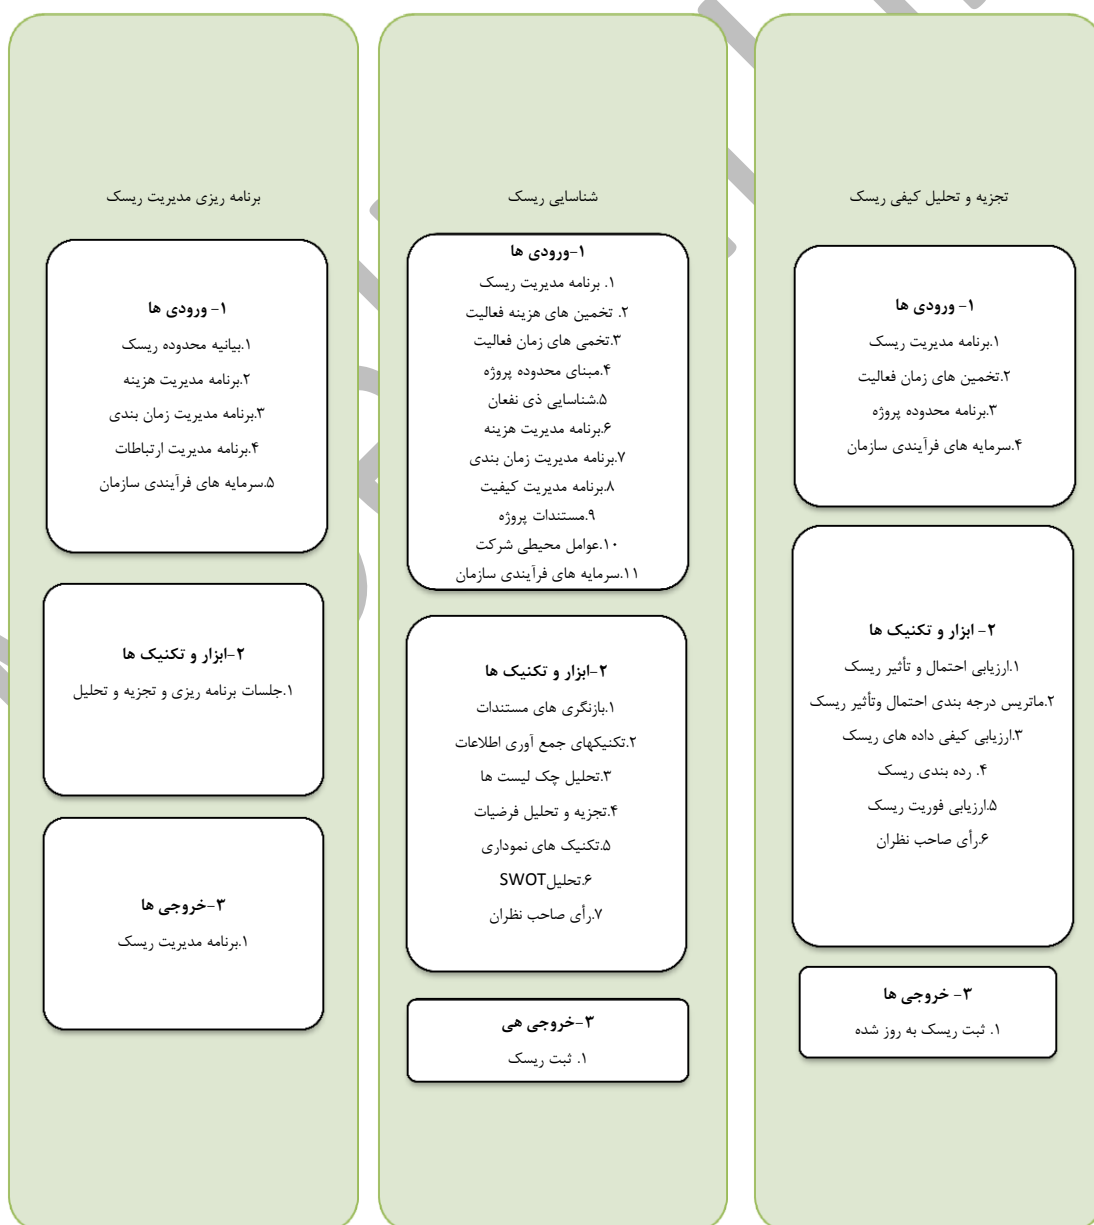 برنامه ریزی مدیریت ریسک
۱- ورودی ها
۱.بیانیه محدوده ریسک
۲.برنامه مدیریت هزینه
۳.برنامه مدیریت زمان بندی
۴.برنامه مدیریت ارتباطات
۵.سرمایه های فرآیندی سازمان
۲-ابزار و تکنیک ها
۱.جلسات برنامه ریزی و تجزیه و تحلیل
۳-خروجی ها
۱.برنامه مدیریت ریسک
شناسایی ریسک
۱-ورودی ها
۱. برنامه مدیریت ریسک
۲. تخمین های هزینه فعالیت
۳.تخمی های زمان فعالیت
۴.مبنای محدوده پروژه
۵.شناسایی ذی نفعان
۶.برنامه مدیریت هزینه
۷.برنامه مدیریت زمان بندی
۸.برنامه مدیریت کیفیت
۹.مستندات پروژه
۱۰.عوامل محیطی شرکت
۱۱.سرمایه های فرآیندی سازمان
۲-ابزار و تکنیک ها
۱.بازنگری های مستندات
۲.تکنیکهای جمع آوری اطلاعات
۳.تحلیل چک لیست ها
۴.تجزیه و تحلیل فرضیات
۵.تکنیک های نموداری
۶.تحلیلSWOT
۷.رأی صاحب نظران
۳-خروجی هی
۱. ثبت ریسک
تجزیه و تحلیل کیفی ریسک
۱- ورودی ها
۱.برنامه مدیریت ریسک
۲.تخمین های زمان فعالیت
۳.برنامه محدوده پروژه
۴.سرمایه های فرآیندی سازمان
۲- ابزار و تکنیک ها
۱.ارزیابی احتمال و تأثیر ریسک
۲.ماتریس درجه بندی احتمال وتأثیر ریسک
۳.ارزیابی کیفی داده های ریسک
۴. رده بندی ریسک
۵.ارزیابی فوریت ریسک
۶.رأی صاحب نظران
۳- خروجی ها
۱. ثبت ریسک به روز شده